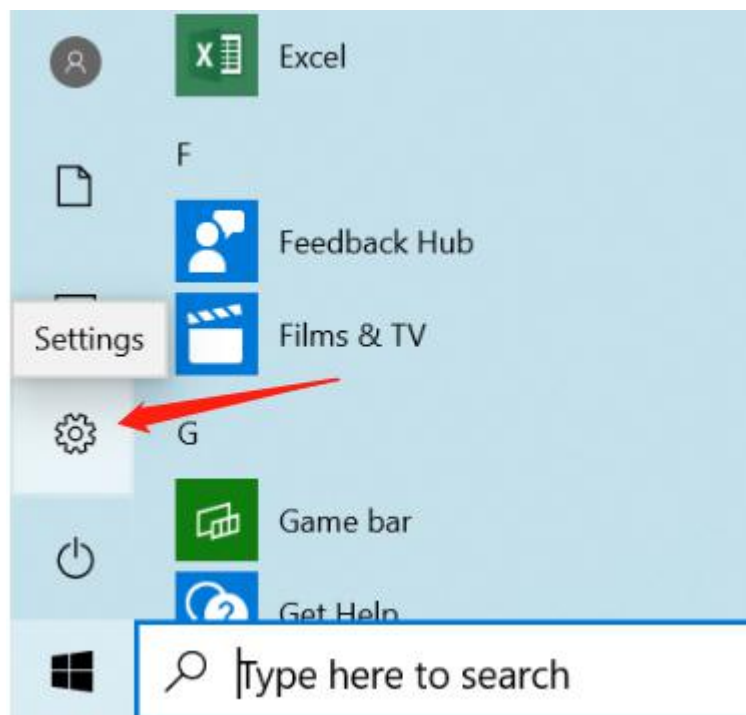 Excel
F
Feedback Hub
Films & TV
Settings
G
Game bar
Get Help
Type here to search